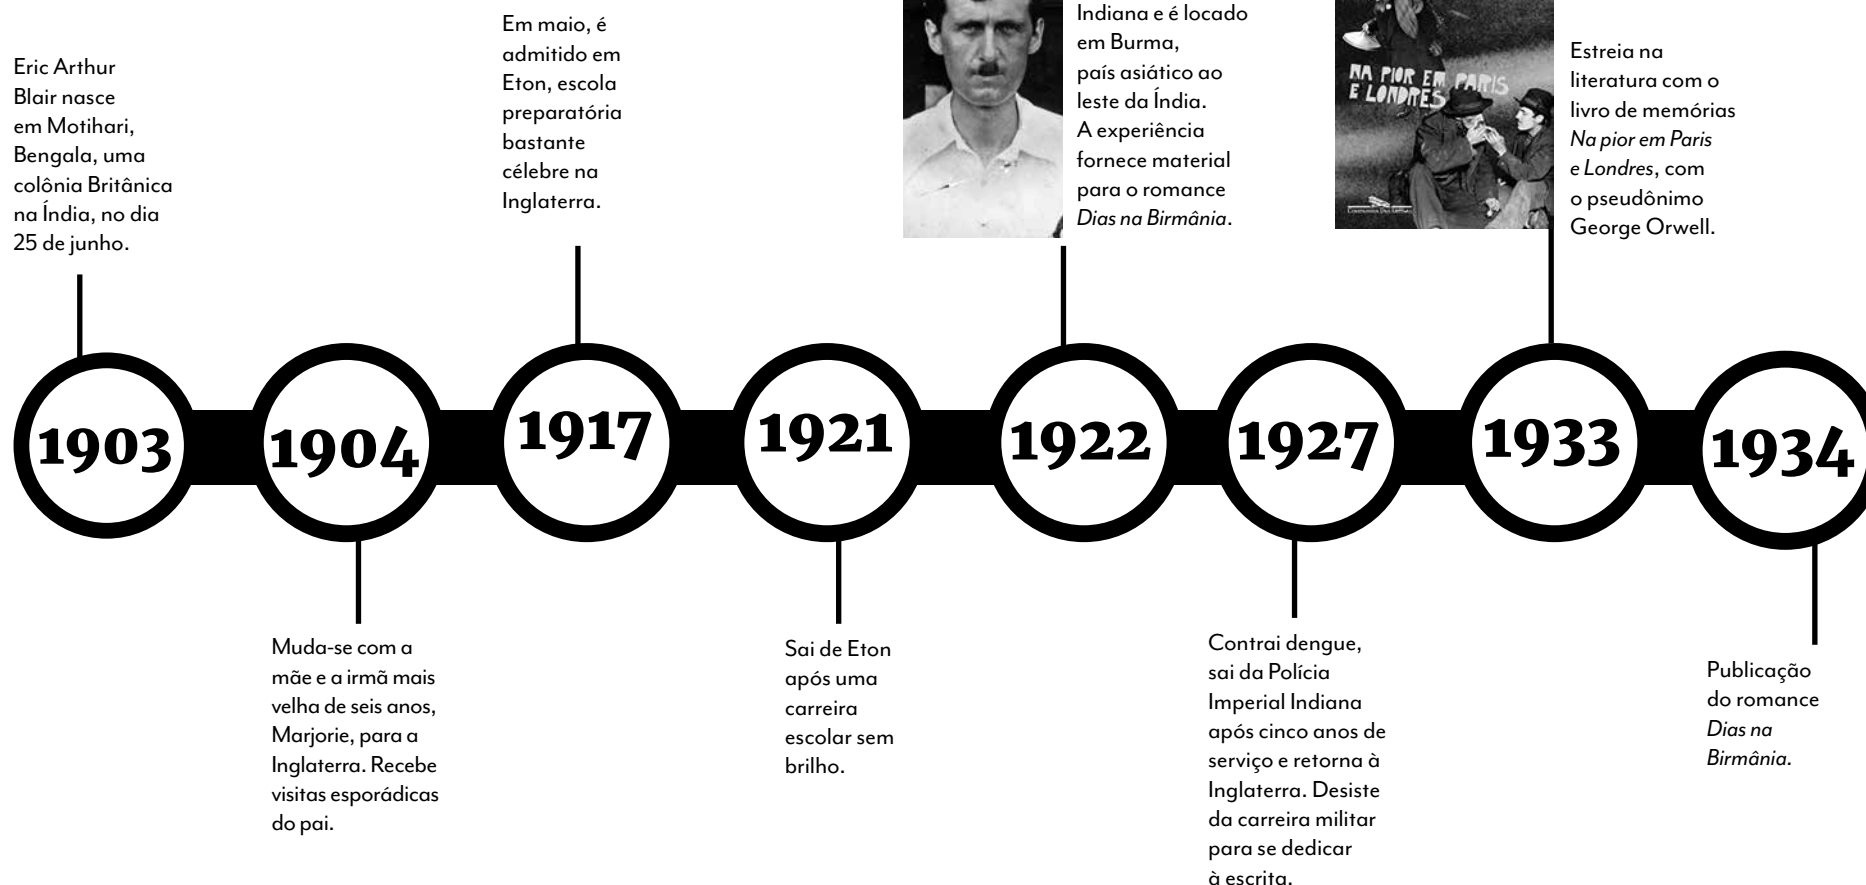 Eric Arthur
Blair nasce
em Motihari,
Bengala, uma
colônia Britânica
na Índia, no dia
25 de junho.
Em maio, é
admitido em
Eton, escola
preparatória
bastante
célebre na
Inglaterra.
Indiana e é locado
em Burma,
país asiático ao
leste da Índia.
A experiência
fornece material
para o romance
Dias na Birmânia.
NA PIOR EM PARIS
E LONDRES
Estreia na
literatura com o
livro de memórias
Na pior em Paris
e Londres, com
o pseudônimo
George Orwell.
1903
1904
1917
1921
1922
1927
1933
1934
Muda-se com a
mãe e a irmã mais
velha de seis anos,
Marjorie, para a
Inglaterra. Recebe
visitas esporádicas
do pai.
Sai de Eton
após uma
carreira
escolar sem
brilho.
Contrai dengue,
sai da Polícia
Imperial Indiana
após cinco anos de
serviço e retorna à
Inglaterra. Desiste
da carreira militar
para se dedicar
à escrita.
Publicação
do romance
Dias na
Birmânia.